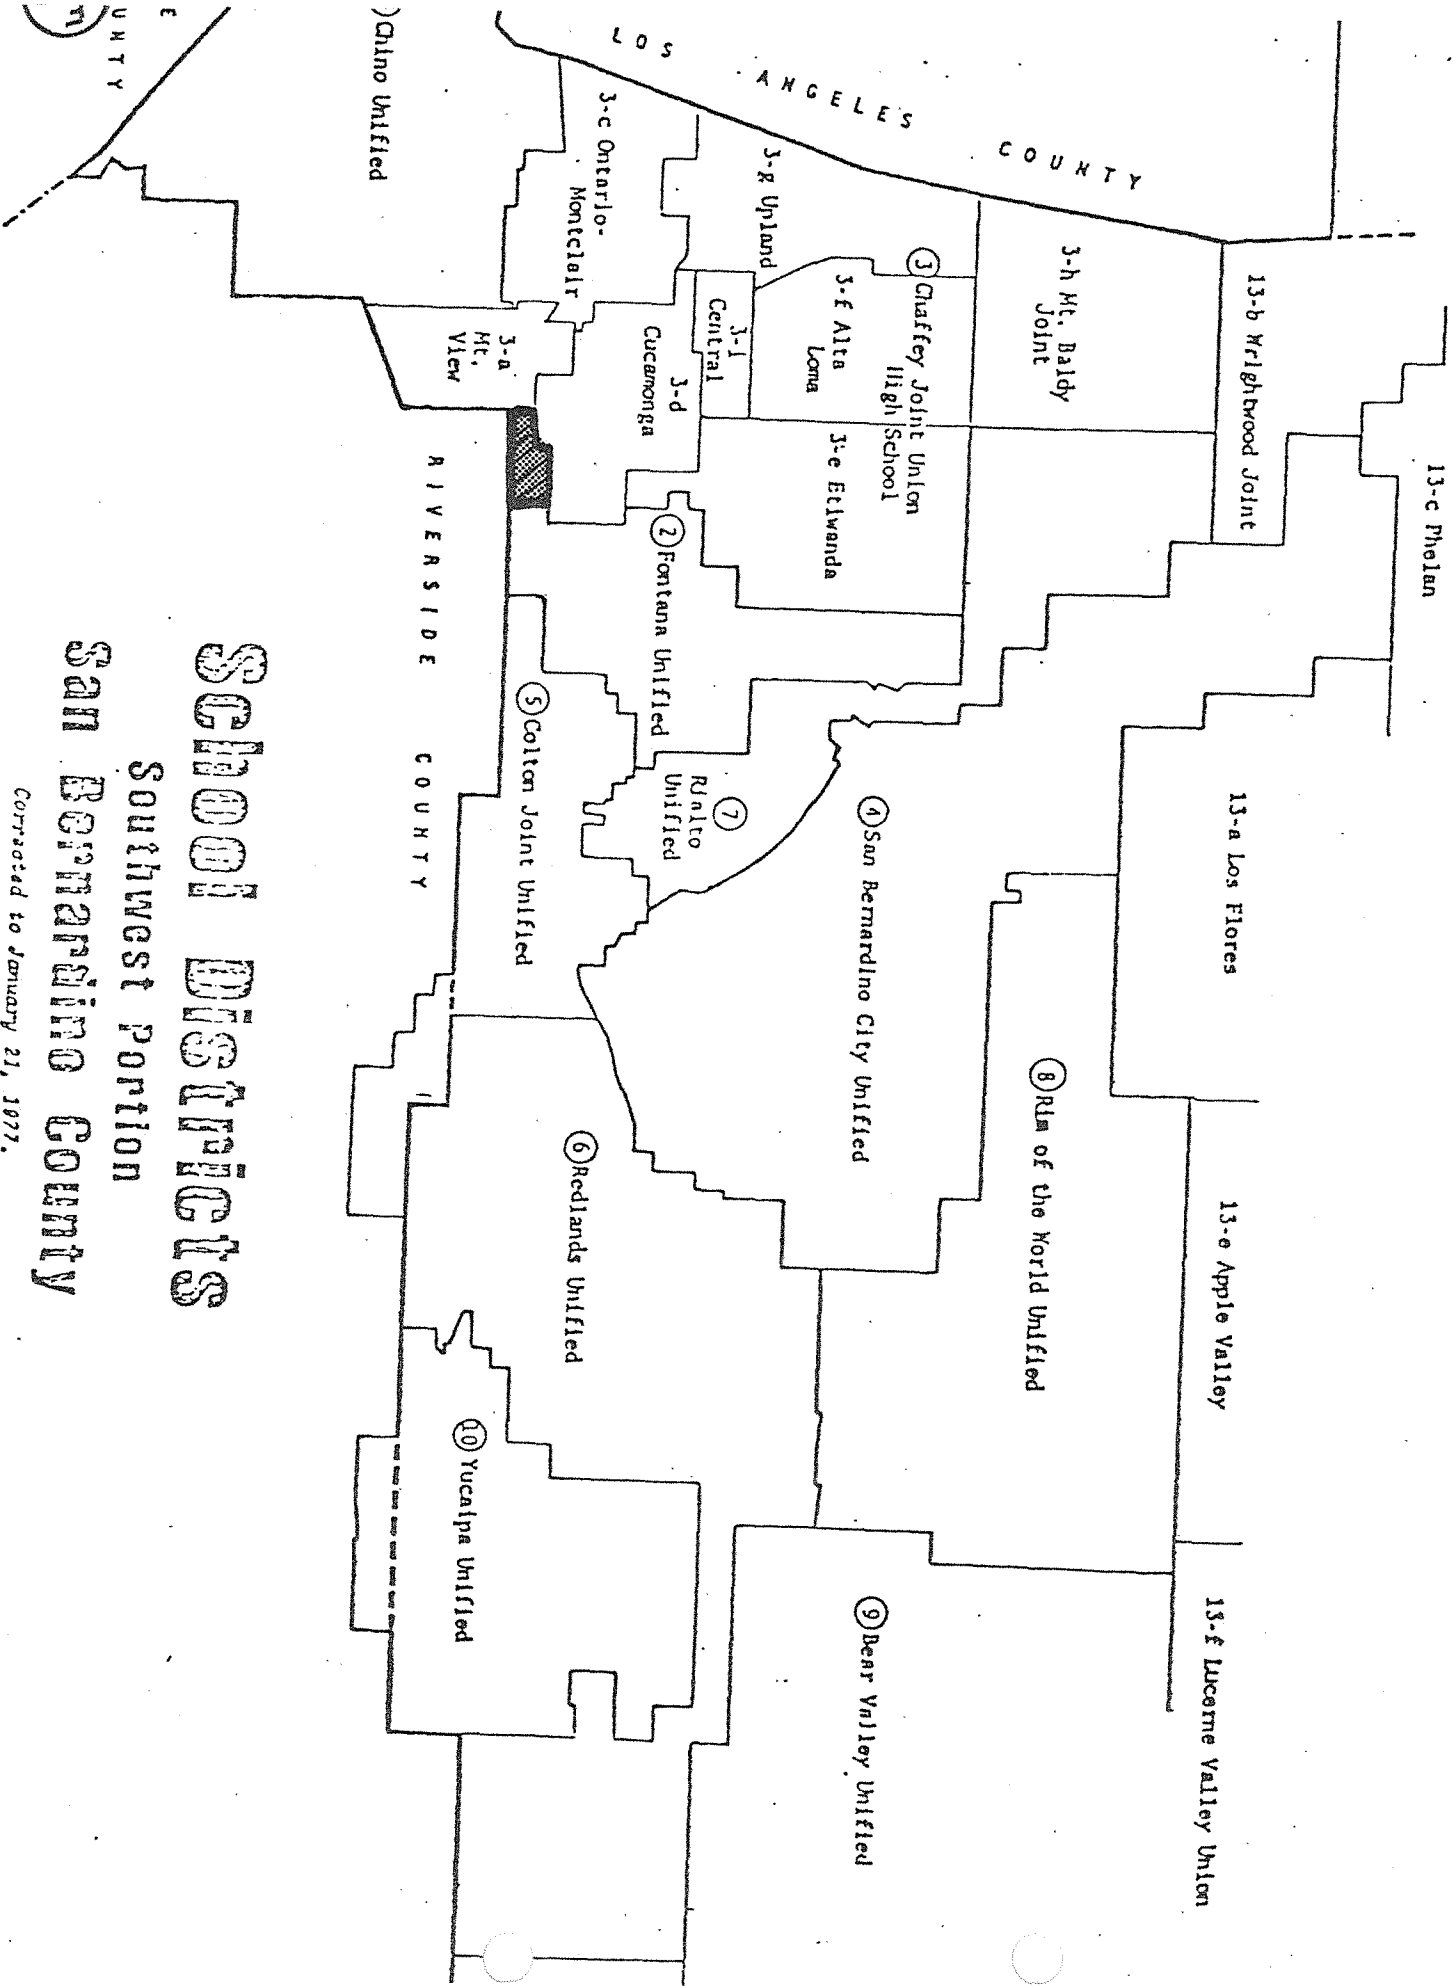 13-c Phelan
13-b Wrightwood Joint
13-a Los Flores
13-e Apple Valley
13-f Lucerne Valley Union
LOS ANGELES COUNTY
3-h Mt. Baldy
Joint
3 Chaffey Joint Union
High School
3-g Upland
3-f Alta
Loma
3-e Etiwanda
3-i
Central
3-d
Cucamonga
3-c Ontario-
Montclair
3-a
Mt.
View
2 Fontana Unified
7
Rialto
Unified
4 San Bernardino City Unified
8 Rim of the World Unified
9 Bear Valley Unified
5 Colton Joint Unified
6 Redlands Unified
10 Yucaipa Unified
)Chino Unified
RIVERSIDE COUNTY
E
UNTY
School Districts
Southwest Portion
San Bernardino County
Corrected to January 21, 1977.